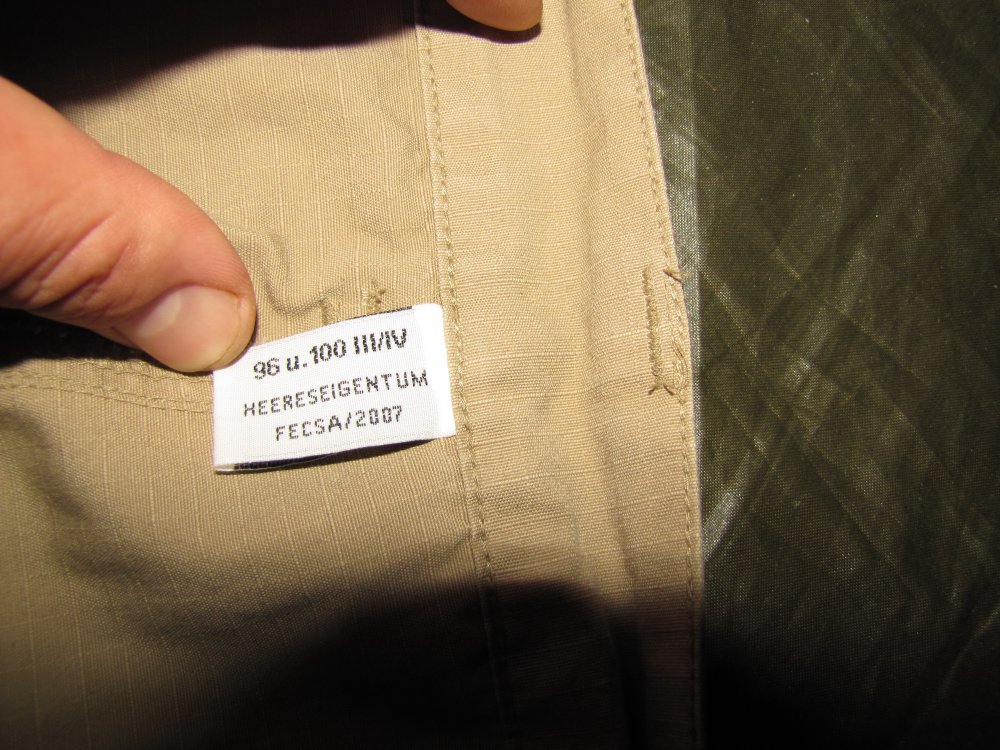 96 u.100 III/IV
HEERESEIGENTUM
FECSA/2007